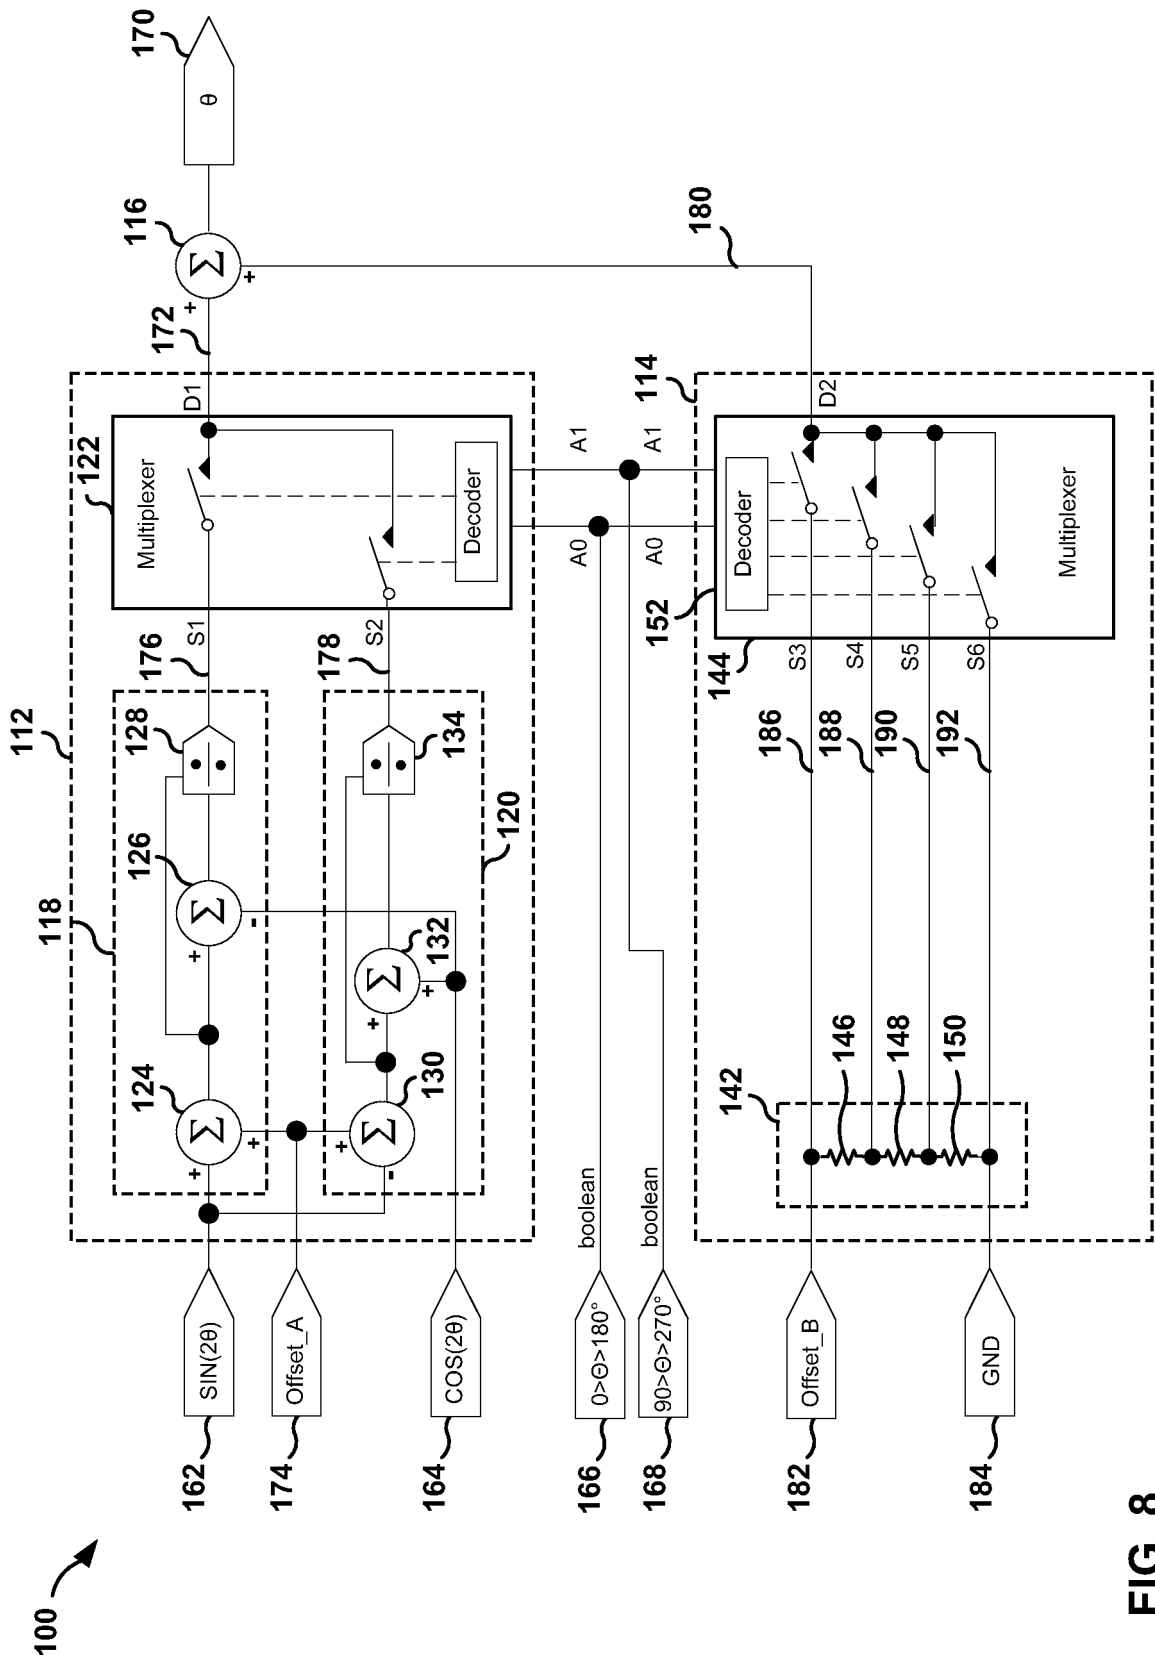 100
112
118
124
126
128
176
S1
122
Multiplexer
D1
172
116
170
θ
Σ
Σ
Σ
+
+
+
-
+
+
162
SIN(2θ)
174
Offset_A
164
COS(2θ)
130
132
134
120
178
S2
Decoder
Σ
Σ
+
-
+
+
166
0>Θ>180°
boolean
168
90>Θ>270°
boolean
A0
A1
A0
A1
180
114
182
Offset_B
184
GND
142
146
148
150
186
188
190
192
S3
S4
S5
S6
144
152
Decoder
D2
Multiplexer
FIG. 8